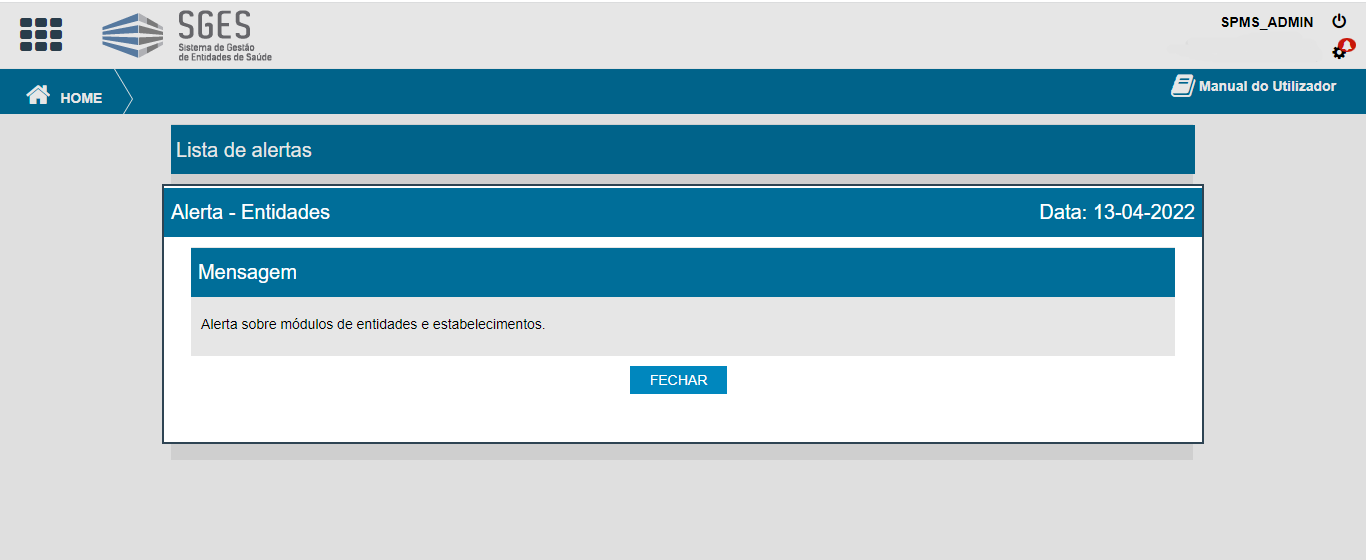 SGES
Sistema de Gestão
de Entidades de Saúde
SPMS_ADMIN
HOME
Manual do Utilizador
Lista de alertas
Alerta - Entidades
Data: 13-04-2022
Mensagem
Alerta sobre módulos de entidades e estabelecimentos.
FECHAR